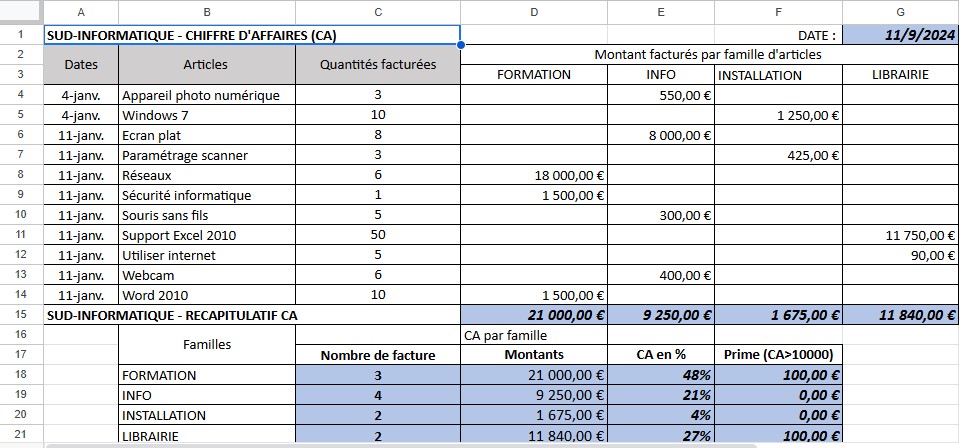 A B C D E F G
1 SUD-INFORMATIQUE - CHIFFRE D'AFFAIRES (CA) DATE : 11/9/2024
2 Dates Articles Quantités facturées Montant facturés par famille d'articles
3 FORMATION INFO INSTALLATION LIBRAIRIE
4 4-janv. Appareil photo numérique 3 550,00 €
5 4-janv. Windows 7 10 1 250,00 €
6 11-janv. Ecran plat 8 8 000,00 €
7 11-janv. Paramétrage scanner 3 425,00 €
8 11-janv. Réseaux 6 18 000,00 €
9 11-janv. Sécurité informatique 1 1 500,00 €
10 11-janv. Souris sans fils 5 300,00 €
11 11-janv. Support Excel 2010 50 11 750,00 €
12 11-janv. Utiliser internet 5 90,00 €
13 11-janv. Webcam 6 400,00 €
14 11-janv. Word 2010 10 1 500,00 €
15 SUD-INFORMATIQUE - RECAPITULATIF CA 21 000,00 € 9 250,00 € 1 675,00 € 11 840,00 €
16 Familles CA par famille
17 Nombre de facture Montants CA en % Prime (CA>10000)
18 FORMATION 3 21 000,00 € 48% 100,00 €
19 INFO 4 9 250,00 € 21% 0,00 €
20 INSTALLATION 2 1 675,00 € 4% 0,00 €
21 LIBRAIRIE 2 11 840,00 € 27% 100,00 €